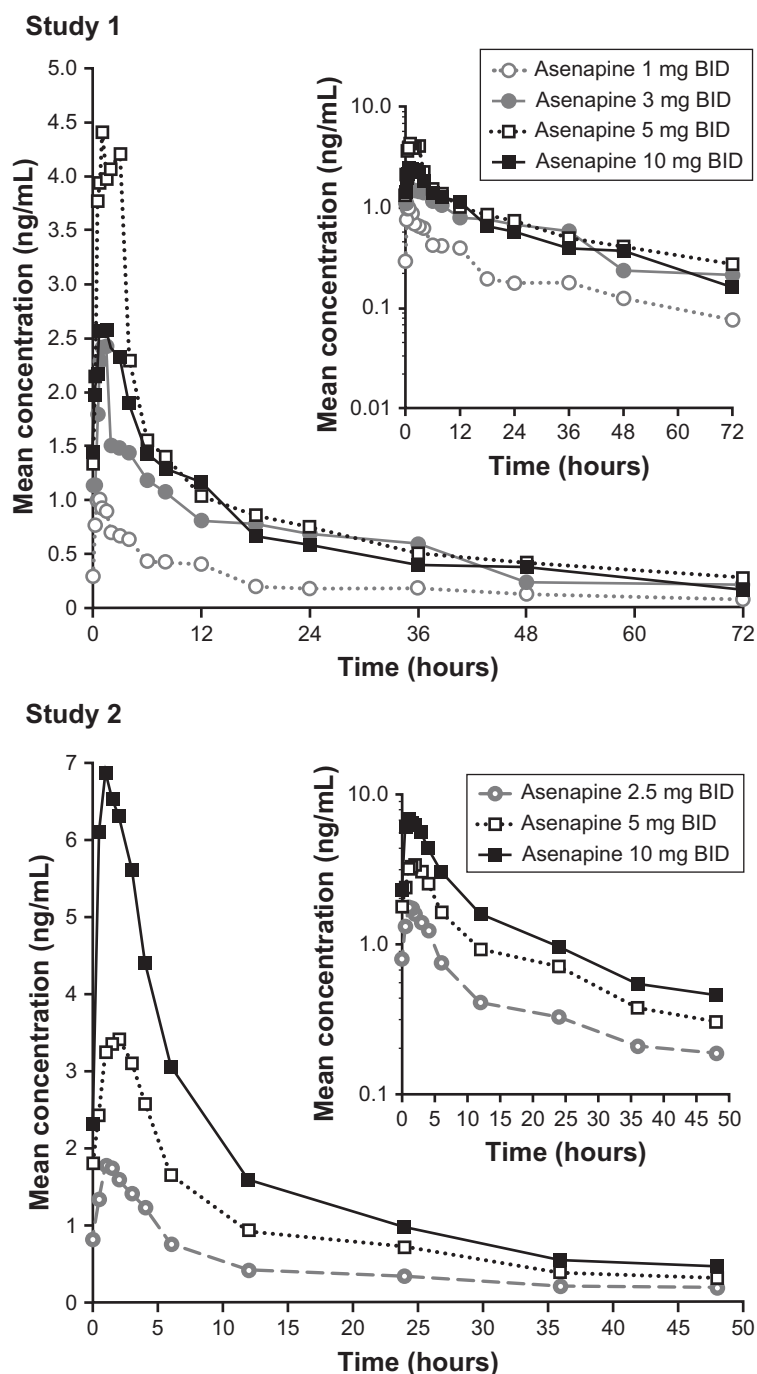 Study 1
Mean concentration (ng/mL)
5.0
4.5
4.0
3.5
3.0
2.5
2.0
1.5
1.0
0.5
0
0 12 24 36 48 60 72
Time (hours)
Asenapine 1 mg BID
Asenapine 3 mg BID
Asenapine 5 mg BID
Asenapine 10 mg BID
Mean concentration (ng/mL)
10.0
1.0
0.1
0.01
0 12 24 36 48 60 72
Time (hours)
Study 2
Mean concentration (ng/mL)
7
6
5
4
3
2
1
0
0 5 10 15 20 25 30 35 40 45 50
Time (hours)
Asenapine 2.5 mg BID
Asenapine 5 mg BID
Asenapine 10 mg BID
Mean concentration (ng/mL)
10.0
1.0
0.1
0 5 10 15 20 25 30 35 40 45 50
Time (hours)